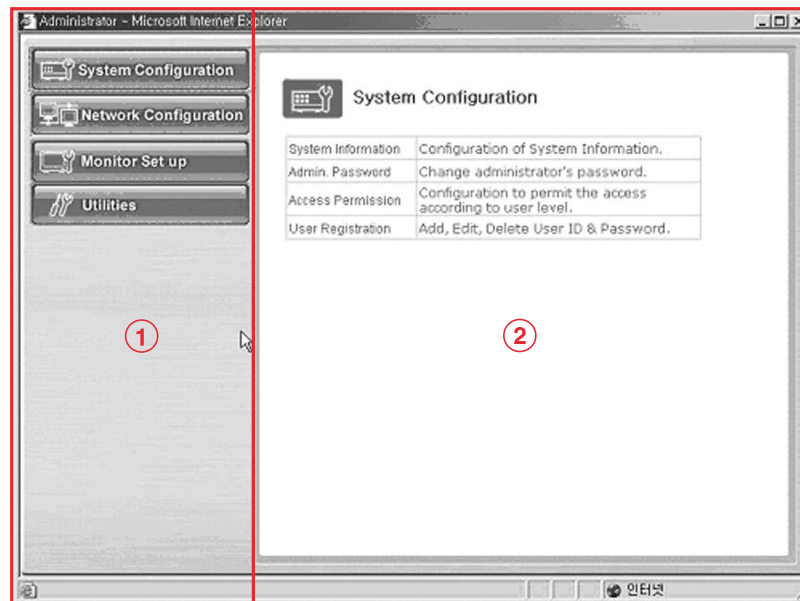 Administrator - Microsoft Internet Explorer
System Configuration
Network Configuration
Monitor Set up
Utilities
1
System Configuration
System Information Configuration of System Information.
Admin. Password Change administrator's password.
Access Permission Configuration to permit the access
according to user level.
User Registration Add, Edit, Delete User ID & Password.
2
인터넷